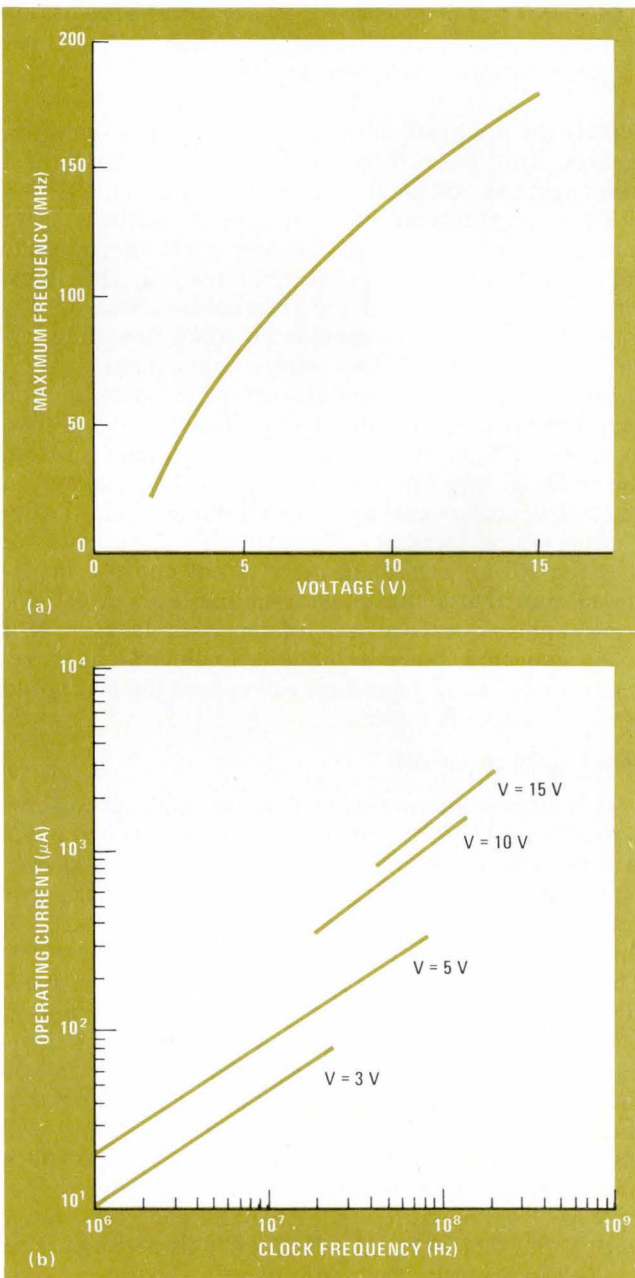 200
150
100
50
0
MAXIMUM FREQUENCY (MHz)
0 5 10 15
VOLTAGE (V)
(a)
10⁴
10³
10²
10¹
OPERATING CURRENT (µA)
V = 15 V
V = 10 V
V = 5 V
V = 3 V
10⁶ 10⁷ 10⁸ 10⁹
CLOCK FREQUENCY (Hz)
(b)